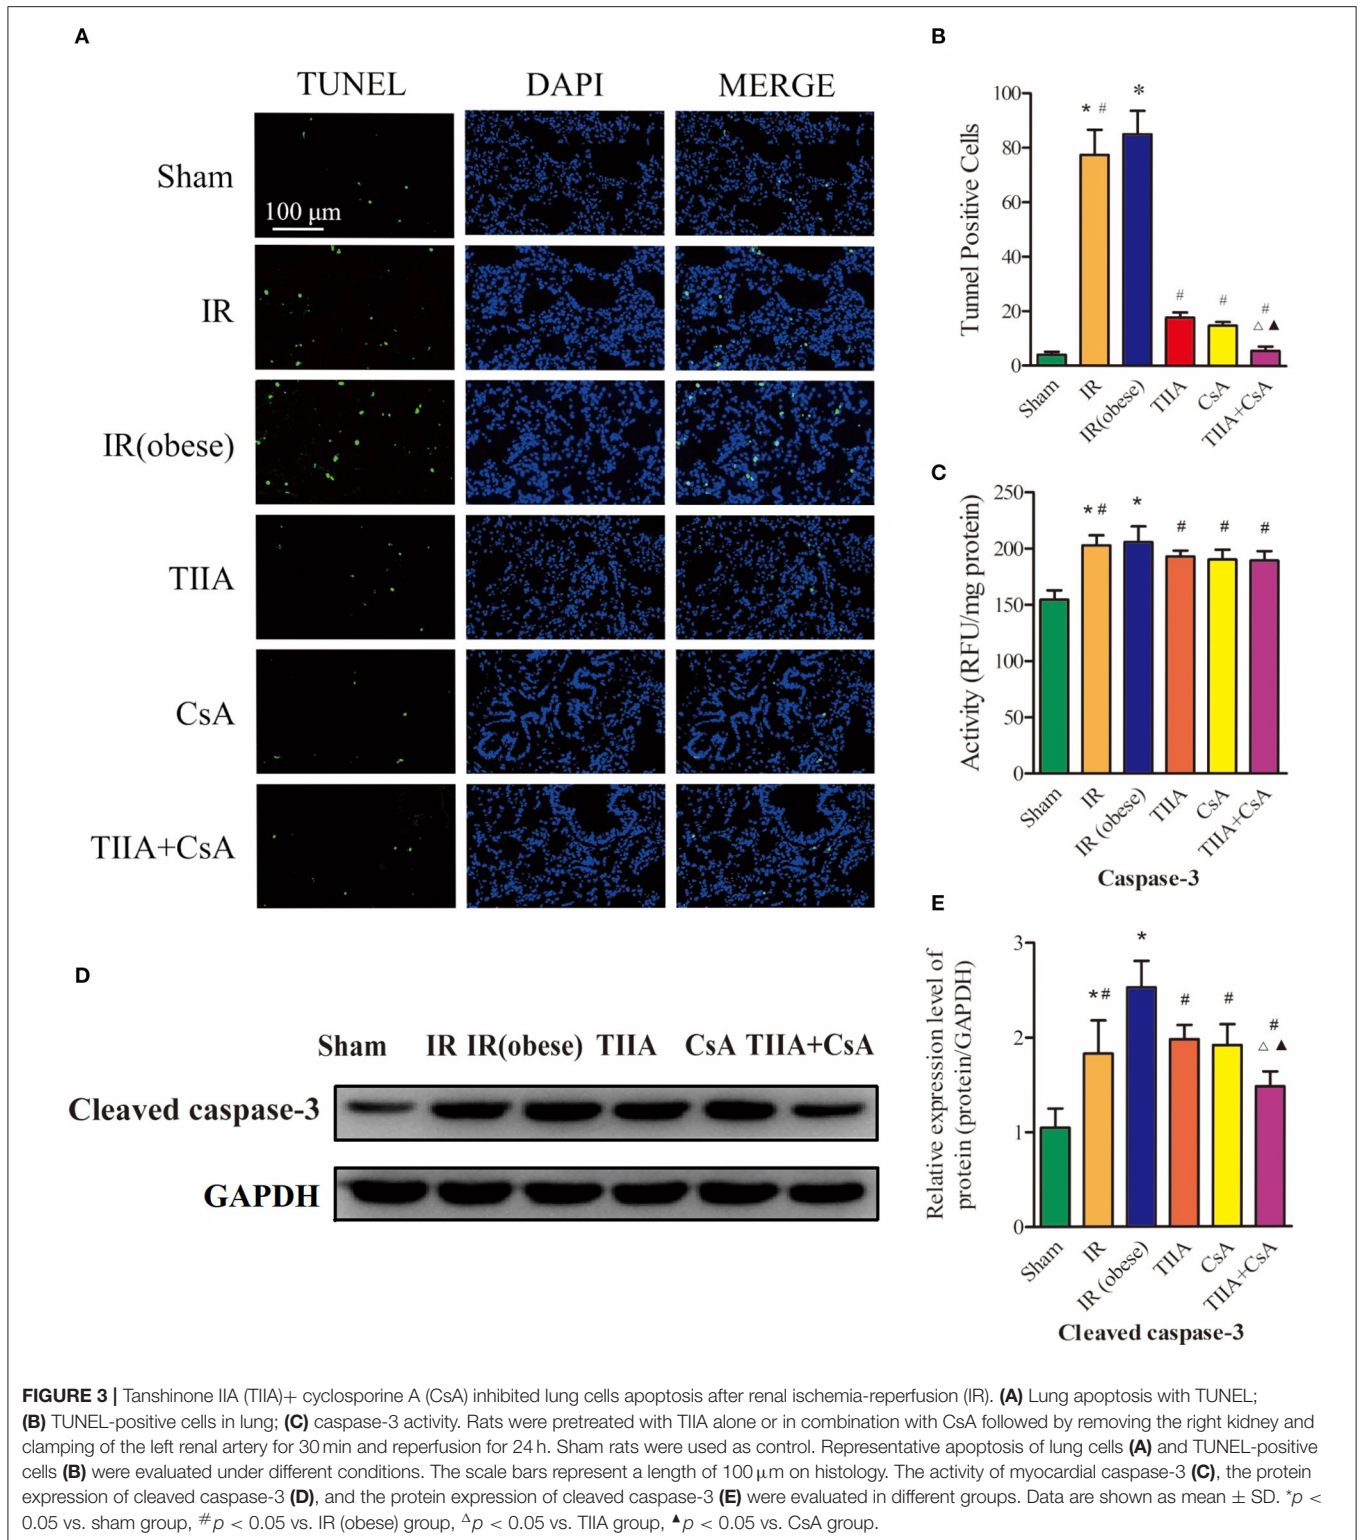 A
TUNEL DAPI MERGE
Sham
100 μm
IR
IR(obese)
TIIA
CsA
TIIA+CsA
B
Tunnel Positive Cells
100
80
60
40
20
0
* #
*
#
#
#
△ ▲
Sham IR IR(obese) TIIA CsA TIIA+CsA
C
Activity (RFU/mg protein)
250
200
150
100
50
0
* #
*
#
#
#
Sham IR IR (obese) TIIA CsA TIIA+CsA
Caspase-3
D
Sham IR IR(obese) TIIA CsA TIIA+CsA
Cleaved caspase-3
GAPDH
E
Relative expression level of
protein (protein/GAPDH)
3
2
1
0
* #
*
#
#
#
△ ▲
Sham IR IR (obese) TIIA CsA TIIA+CsA
Cleaved caspase-3
FIGURE 3 | Tanshinone IIA (TIIA)+ cyclosporine A (CsA) inhibited lung cells apoptosis after renal ischemia-reperfusion (IR). (A) Lung apoptosis with TUNEL;
(B) TUNEL-positive cells in lung; (C) caspase-3 activity. Rats were pretreated with TIIA alone or in combination with CsA followed by removing the right kidney and
clamping of the left renal artery for 30 min and reperfusion for 24 h. Sham rats were used as control. Representative apoptosis of lung cells (A) and TUNEL-positive
cells (B) were evaluated under different conditions. The scale bars represent a length of 100 μm on histology. The activity of myocardial caspase-3 (C), the protein
expression of cleaved caspase-3 (D), and the protein expression of cleaved caspase-3 (E) were evaluated in different groups. Data are shown as mean ± SD. *p <
0.05 vs. sham group, #p < 0.05 vs. IR (obese) group, △p < 0.05 vs. TIIA group, ▲p < 0.05 vs. CsA group.